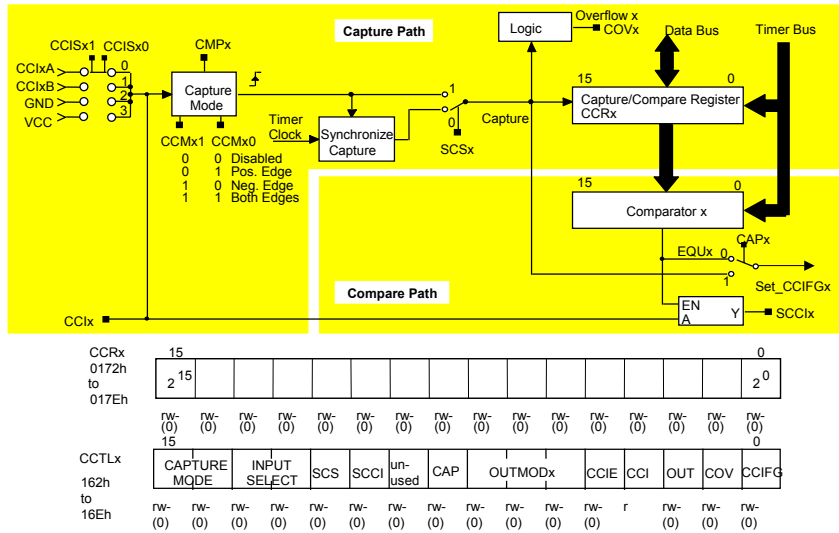 Capture Path
Overflow x
COVx
Logic
Data Bus
Timer Bus
CCISx1 CCISx0
CMPx
CCIxA
CCIxB
GND
VCC
0
1
2
3
Capture
Mode
15
0
Capture/Compare Register
CCRx
1
0
Capture
SCSx
Timer
Clock
Synchronize
Capture
CCMx1 CCMx0
0 0 Disabled
0 1 Pos. Edge
1 0 Neg. Edge
1 1 Both Edges
15
0
Comparator x
CAPx
EQUx 0
1
Set_CCIFGx
Compare Path
EN
A
Y
SCCIx
CCIx
CCRx
0172h
to
017Eh
15
0
2 15
2 0
rw- rw- rw- rw- rw- rw- rw- rw- rw- rw- rw- rw- rw- rw- rw- rw-
(0) (0) (0) (0) (0) (0) (0) (0) (0) (0) (0) (0) (0) (0) (0) (0)
CCTLx
162h
to
16Eh
15
0
CAPTURE MODE
INPUT SELECT
SCS
SCCI
un-used
CAP
OUTMODx
CCIE
CCI
OUT
COV
CCIFG
rw- rw- rw- rw- rw- rw- rw- rw- rw- rw- rw- rw- r rw- rw- rw-
(0) (0) (0) (0) (0) (0) (0) (0) (0) (0) (0) (0) (0) (0) (0)